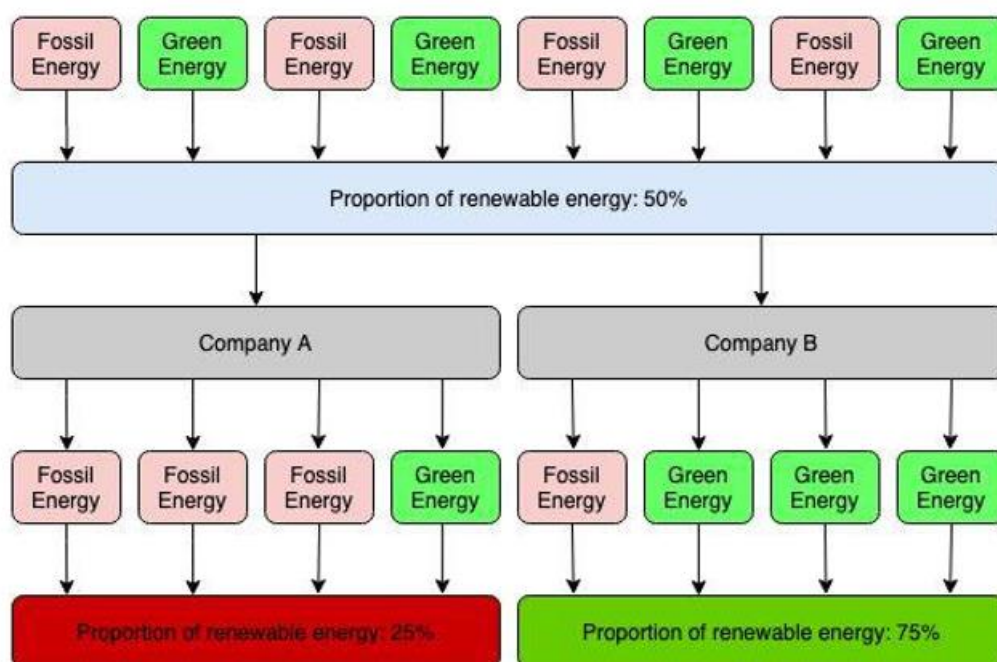 Fossil
Energy
Green
Energy
Fossil
Energy
Green
Energy
Fossil
Energy
Green
Energy
Fossil
Energy
Green
Energy
Proportion of renewable energy: 50%
Company A
Company B
Fossil
Energy
Fossil
Energy
Fossil
Energy
Green
Energy
Fossil
Energy
Green
Energy
Green
Energy
Green
Energy
Proportion of renewable energy: 25%
Proportion of renewable energy: 75%